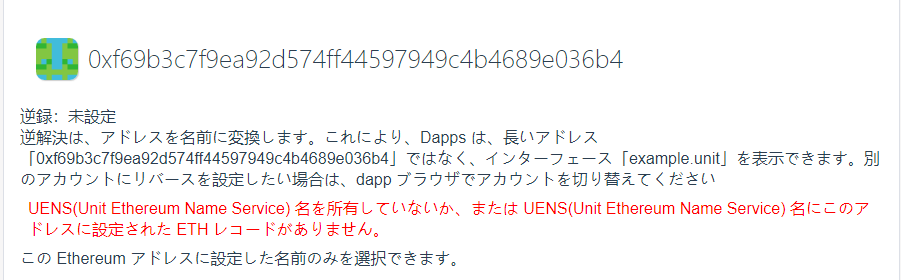 0xf69b3c7f9ea92d574ff44597949c4b4689e036b4
逆録：未設定
逆解決は、アドレスを名前に変換します。これにより、Dapps は、長いアドレス
「0xf69b3c7f9ea92d574ff44597949c4b4689e036b4」ではなく、インターフェース「example.unit」を表示できます。別
のアカウントにリバースを設定したい場合は、dapp ブラウザでアカウントを切り替えてください
UENS(Unit Ethereum Name Service) 名を所有していないか、または UENS(Unit Ethereum Name Service) 名にこのア
ドレスに設定された ETH レコードがありません。
この Ethereum アドレスに設定した名前のみを選択できます。